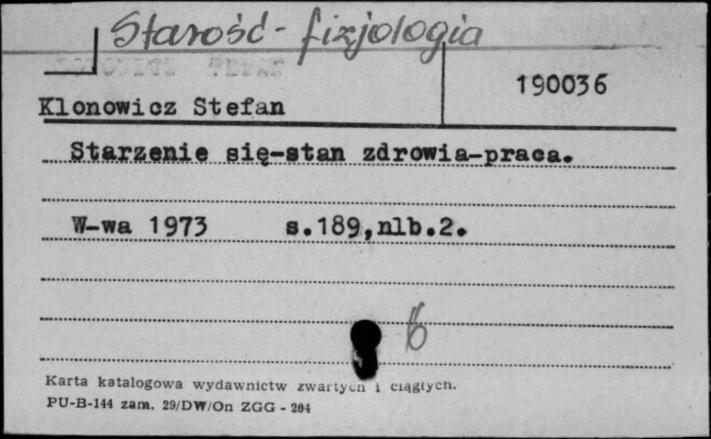 Starość - fizjologia
190036
Klonowicz Stefan
Starzenie się-stan zdrowia-praca.
W-wa 1973 s.189,nlb.2.
6
Karta katalogowa wydawnictw zwartych i ciągłych.
PU-B-144 zam. 29/DW/On ZGG - 204